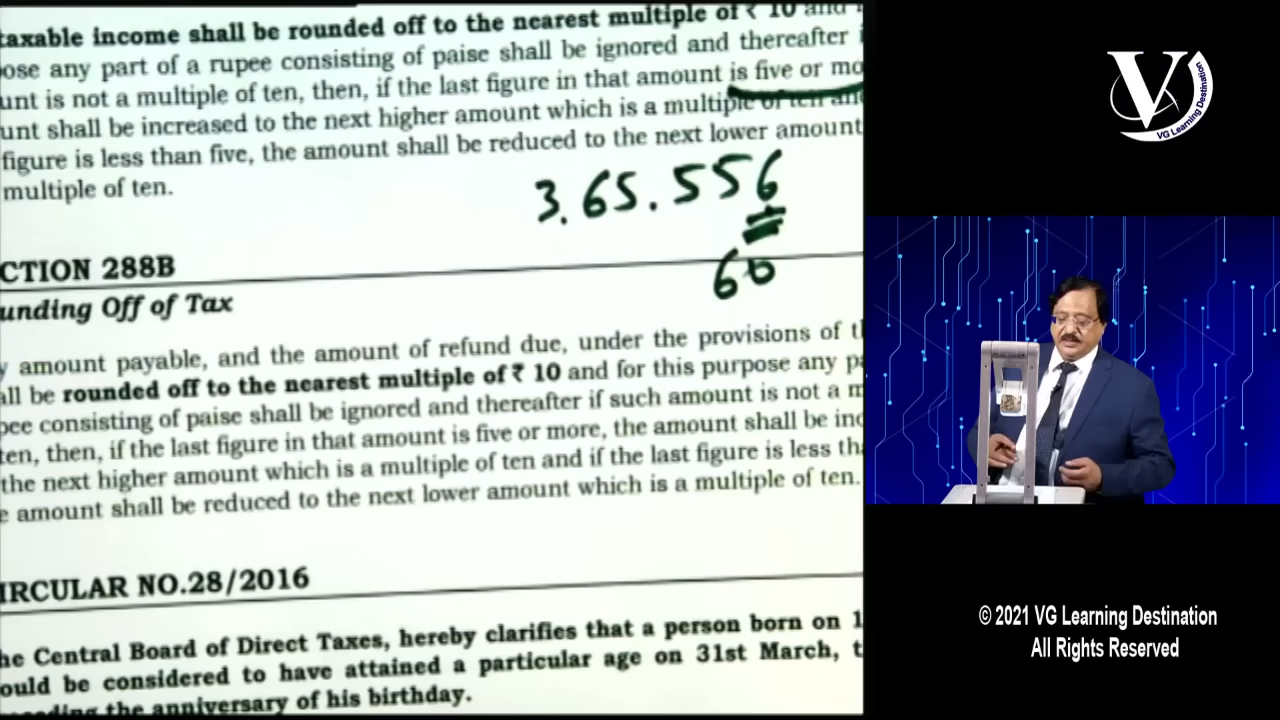 taxable income shall be rounded off to the nearest multiple of ₹ 10 and
ose any part of a rupee consisting of paise shall be ignored and thereafter i
unt is not a multiple of ten, then, if the last figure in that amount is five or mo
unt shall be increased to the next higher amount which is a multiple of ten and
figure is less than five, the amount shall be reduced to the next lower amount
multiple of ten.
3.65.556
60
CTION 288B
unding Off of Tax
y amount payable, and the amount of refund due, under the provisions of t
all be rounded off to the nearest multiple of ₹ 10 and for this purpose any pa
pee consisting of paise shall be ignored and thereafter if such amount is not a m
ten, then, if the last figure in that amount is five or more, the amount shall be inc
the next higher amount which is a multiple of ten and if the last figure is less tha
e amount shall be reduced to the next lower amount which is a multiple of ten.
IRCULAR NO.28/2016
he Central Board of Direct Taxes, hereby clarifies that a person born on 1
ould be considered to have attained a particular age on 31st March, t
the anniversary of his birthday.
V
VG Learning Destination
© 2021 VG Learning Destination
All Rights Reserved